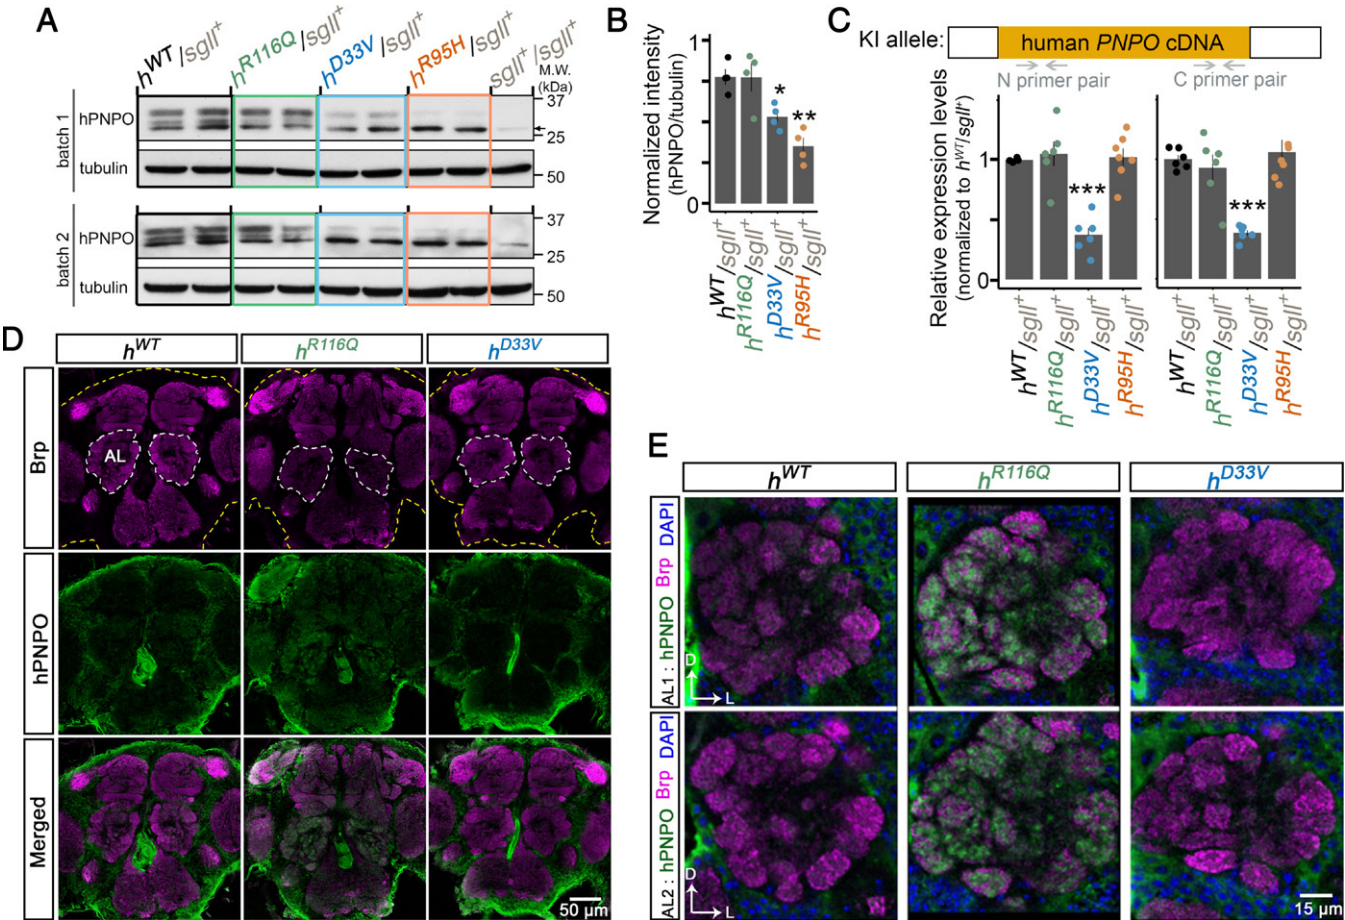 A
hWT/sgll+
hR116Q/sgll+
hD33V/sgll+
hR95H/sgll+
sgll+/sgll+
M.W.
(kDa)
batch 1
hPNPO
37
25
tubulin
50
batch 2
hPNPO
37
25
tubulin
50
B
Normalized intensity
(hPNPO/tubulin)
1
0
*
**
hWT/sgll+
hR116Q/sgll+
hD33V/sgll+
hR95H/sgll+
C
KI allele:
human PNPO cDNA
N primer pair
C primer pair
Relative expression levels
(normalized to hWT/sgll+)
1
0
***
***
hWT/sgll+
hR116Q/sgll+
hD33V/sgll+
hR95H/sgll+
hWT/sgll+
hR116Q/sgll+
hD33V/sgll+
hR95H/sgll+
D
hWT
hR116Q
hD33V
Brp
AL
hPNPO
Merged
50 µm
E
hWT
hR116Q
hD33V
AL1 : hPNPO Brp DAPI
D
L
AL2 : hPNPO Brp DAPI
D
L
15 µm